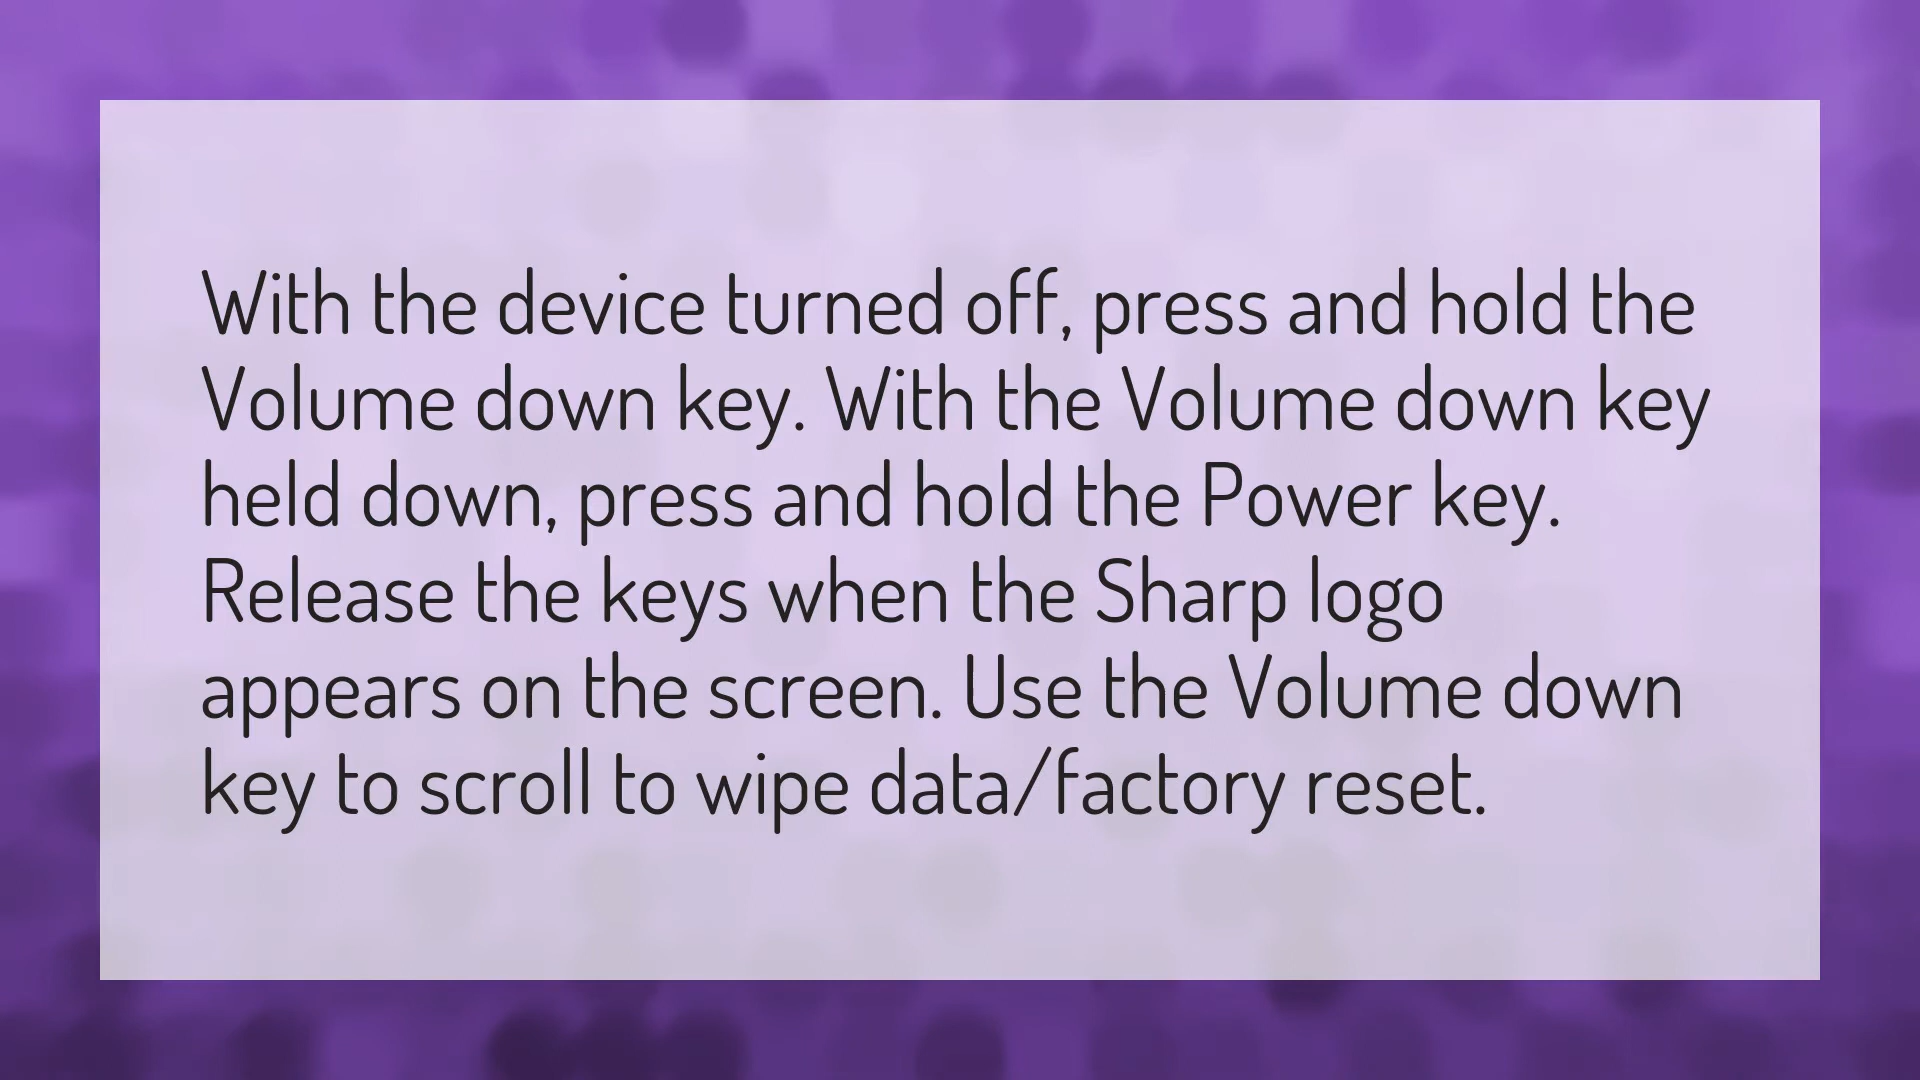 With the device turned off, press and hold the
Volume down key. With the Volume down key
held down, press and hold the Power key.
Release the keys when the Sharp logo
appears on the screen. Use the Volume down
key to scroll to wipe data/factory reset.